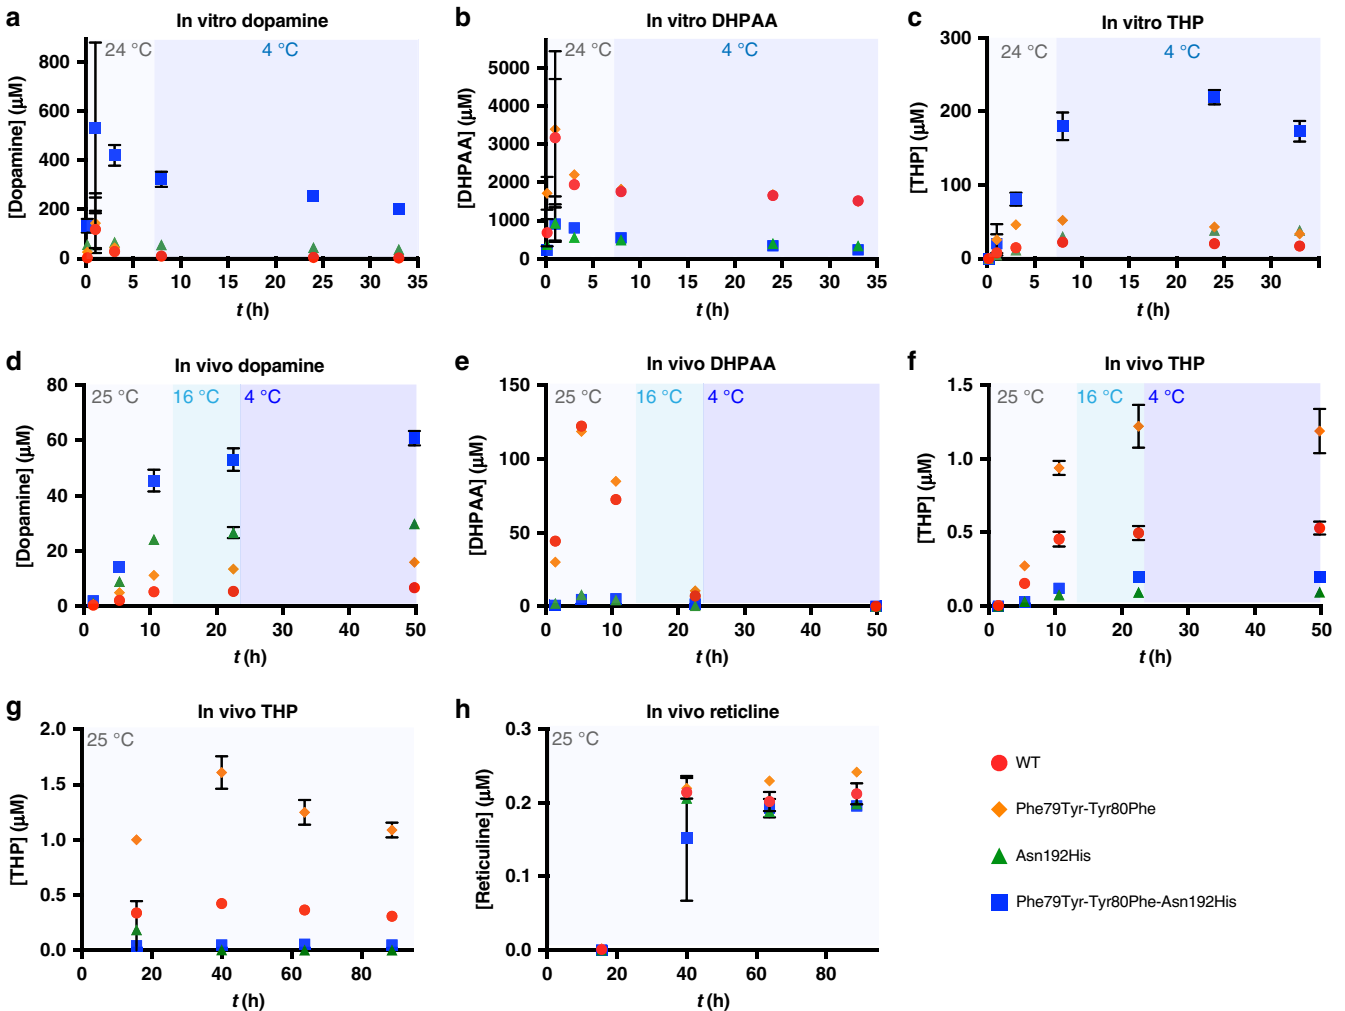 a
In vitro dopamine
24 °C
4 °C
[Dopamine] (μM)
800
600
400
200
0
0 5 10 15 20 25 30 35
t (h)
b
In vitro DHPAA
24 °C
4 °C
[DHPAA] (μM)
5000
4000
3000
2000
1000
0
0 5 10 15 20 25 30 35
t (h)
c
In vitro THP
24 °C
4 °C
[THP] (μM)
300
200
100
0
0 5 10 15 20 25 30
t (h)
d
In vivo dopamine
25 °C
16 °C
4 °C
[Dopamine] (μM)
80
60
40
20
0
0 10 20 30 40 50
t (h)
e
In vivo DHPAA
25 °C
16 °C
4 °C
[DHPAA] (μM)
150
100
50
0
0 10 20 30 40 50
t (h)
f
In vivo THP
25 °C
16 °C
4 °C
[THP] (μM)
1.5
1.0
0.5
0.0
0 10 20 30 40 50
t (h)
g
In vivo THP
25 °C
[THP] (μM)
2.0
1.5
1.0
0.5
0.0
0 20 40 60 80
t (h)
h
In vivo reticline
25 °C
[Reticuline] (μM)
0.3
0.2
0.1
0.0
0 20 40 60 80
t (h)
WT
Phe79Tyr-Tyr80Phe
Asn192His
Phe79Tyr-Tyr80Phe-Asn192His